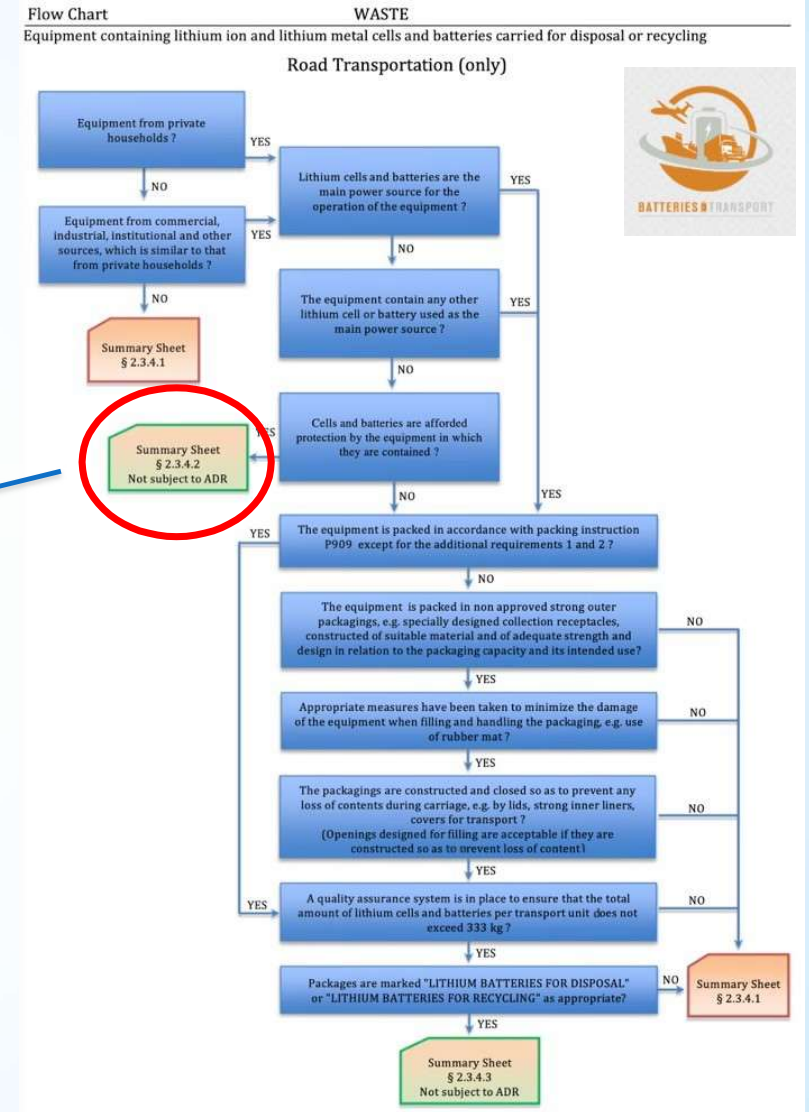 Flow Chart WASTE
Equipment containing lithium ion and lithium metal cells and batteries carried for disposal or recycling
Road Transportation (only)
BATTERIES TRANSPORT
Equipment from private
households ?
YES
NO
Lithium cells and batteries are the
main power source for the
operation of the equipment ?
YES
NO
Equipment from commercial,
industrial, institutional and other
sources, which is similar to that
from private households ?
YES
NO
Summary Sheet
§ 2.3.4.1
The equipment contain any other
lithium cell or battery used as the
main power source ?
YES
NO
Cells and batteries are afforded
protection by the equipment in which
they are contained ?
YES
NO
YES
Summary Sheet
§ 2.3.4.2
Not subject to ADR
The equipment is packed in accordance with packing instruction
P909 except for the additional requirements 1 and 2 ?
YES
NO
The equipment is packed in non approved strong outer
packagings, e.g. specially designed collection receptacles,
constructed of suitable material and of adequate strength and
design in relation to the packaging capacity and its intended use?
NO
YES
Appropriate measures have been taken to minimize the damage
of the equipment when filling and handling the packaging, e.g. use
of rubber mat ?
NO
YES
The packagings are constructed and closed so as to prevent any
loss of contents during carriage, e.g. by lids, strong inner liners,
covers for transport ?
(Openings designed for filling are acceptable if they are
constructed so as to prevent loss of content)
NO
YES
YES
A quality assurance system is in place to ensure that the total
amount of lithium cells and batteries per transport unit does not
exceed 333 kg ?
NO
YES
Packages are marked "LITHIUM BATTERIES FOR DISPOSAL"
or "LITHIUM BATTERIES FOR RECYCLING" as appropriate?
NO
YES
Summary Sheet
§ 2.3.4.1
Summary Sheet
§ 2.3.4.3
Not subject to ADR